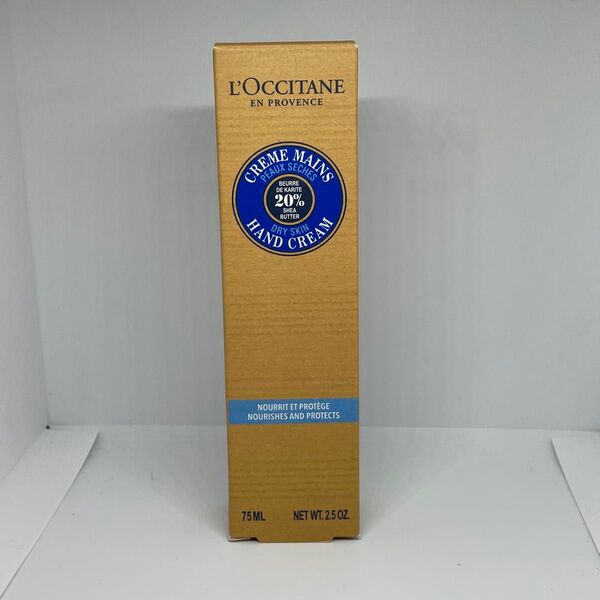 L'OCCITANE
EN PROVENCE
CREME MAINS
PEAUX SECHES
BEURRE
DE KARITE
20%
SHEA
BUTTER
DRY SKIN
HAND CREAM
NOURRIT ET PROTÈGE
NOURISHES AND PROTECTS
75 ML NET WT. 2.5 OZ.